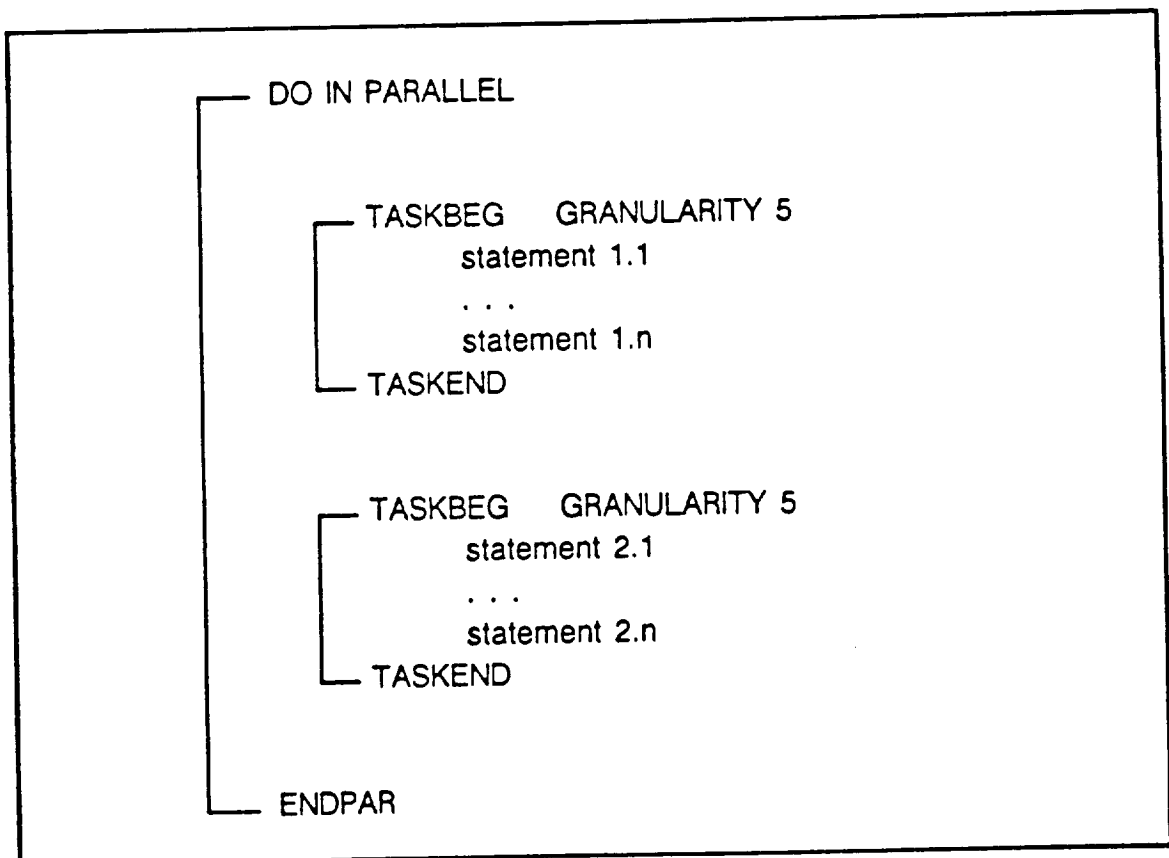 DO IN PARALLEL
TASKBEG GRANULARITY 5
statement 1.1
. . .
statement 1.n
TASKEND
TASKBEG GRANULARITY 5
statement 2.1
. . .
statement 2.n
TASKEND
ENDPAR